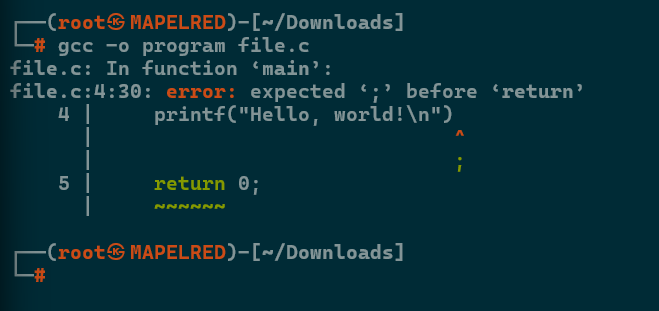 ┌──(root㉿MAPELRED)-[~/Downloads]
└─# gcc -o program file.c
file.c: In function ‘main’:
file.c:4:30: error: expected ‘;’ before ‘return’
    4 |     printf("Hello, world!\n")
      |                              ^
      |                              ;
    5 |     return 0;
      |     ~~~~~~
┌──(root㉿MAPELRED)-[~/Downloads]
└─#